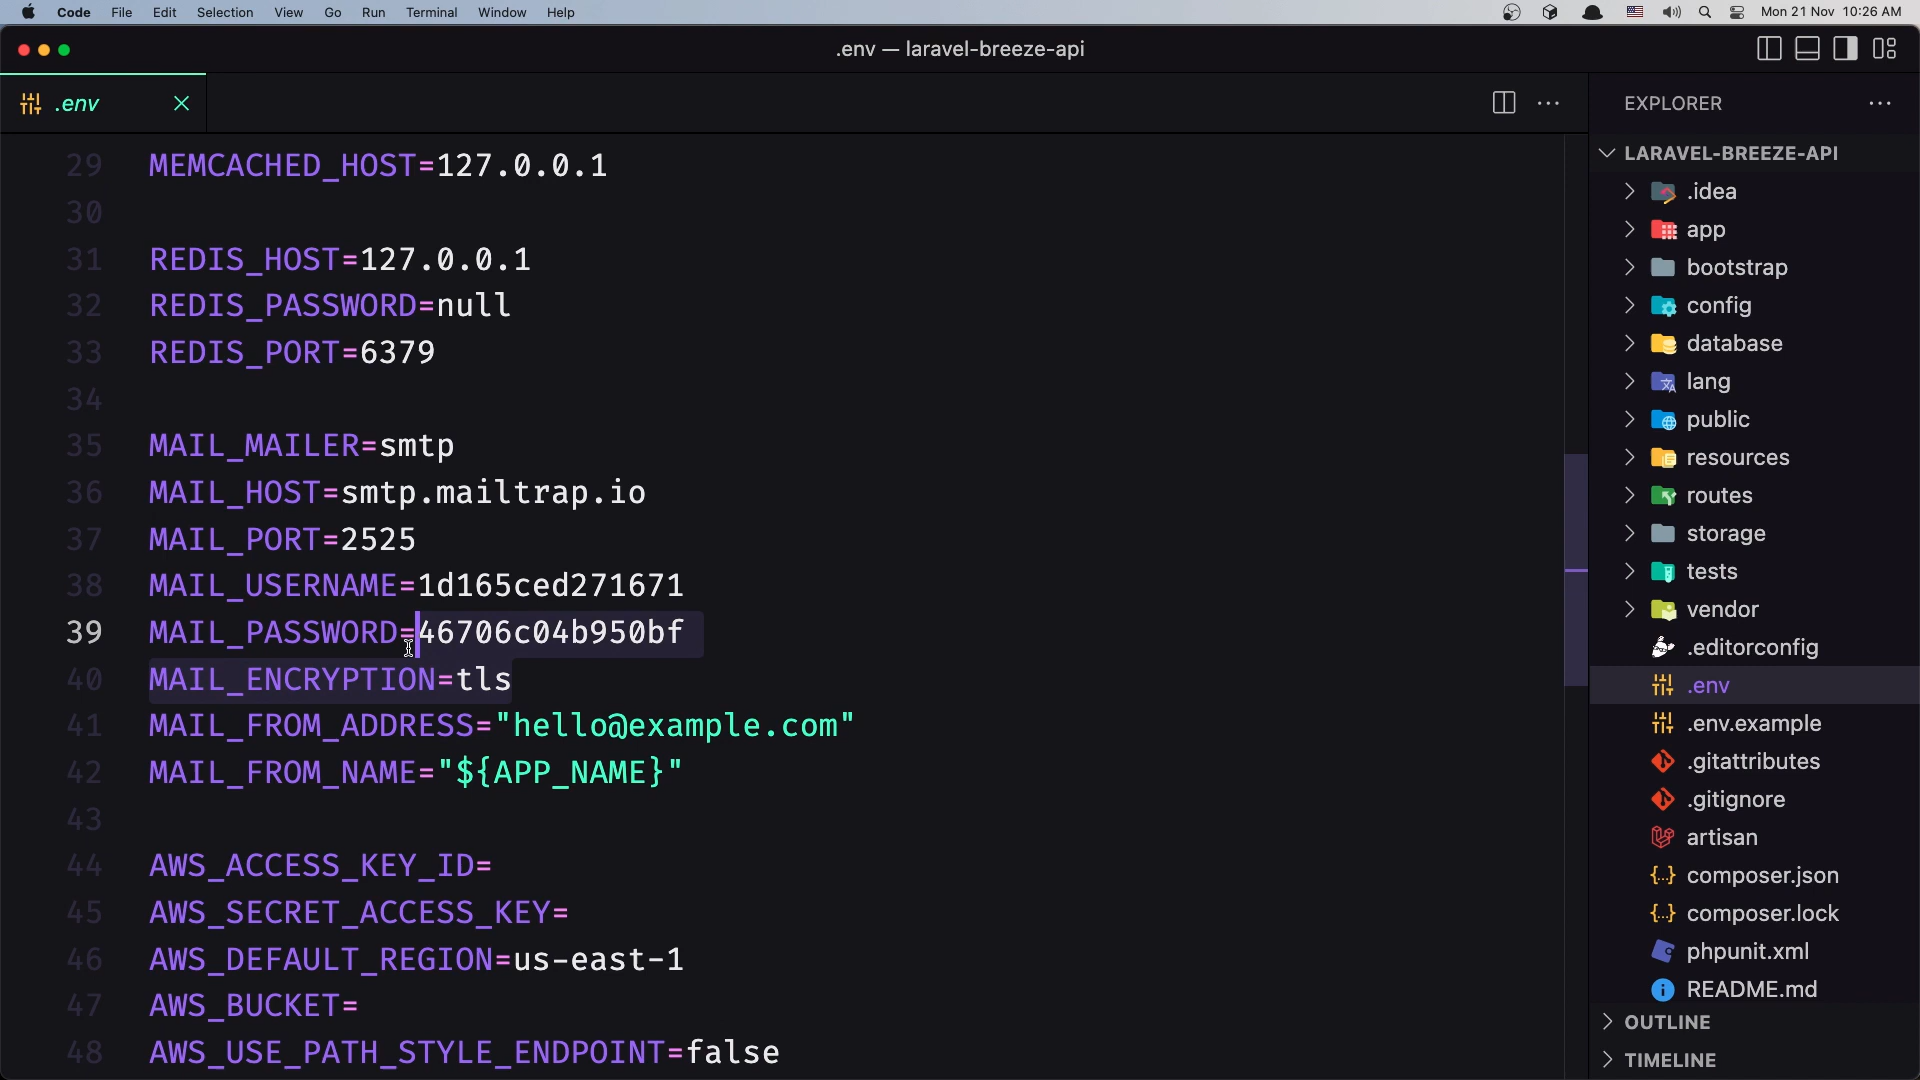 Code File Edit Selection View Go Run Terminal Window Help Mon 21 Nov 10:26 AM
.env — laravel-breeze-api
.env
29 MEMCACHED_HOST=127.0.0.1
30
31 REDIS_HOST=127.0.0.1
32 REDIS_PASSWORD=null
33 REDIS_PORT=6379
34
35 MAIL_MAILER=smtp
36 MAIL_HOST=smtp.mailtrap.io
37 MAIL_PORT=2525
38 MAIL_USERNAME=1d165ced271671
39 MAIL_PASSWORD=46706c04b950bf
40 MAIL_ENCRYPTION=tls
41 MAIL_FROM_ADDRESS="hello@example.com"
42 MAIL_FROM_NAME="${APP_NAME}"
43
44 AWS_ACCESS_KEY_ID=
45 AWS_SECRET_ACCESS_KEY=
46 AWS_DEFAULT_REGION=us-east-1
47 AWS_BUCKET=
48 AWS_USE_PATH_STYLE_ENDPOINT=false
EXPLORER
LARAVEL-BREEZE-API
.idea
app
bootstrap
config
database
lang
public
resources
routes
storage
tests
vendor
.editorconfig
.env
.env.example
.gitattributes
.gitignore
artisan
composer.json
composer.lock
phpunit.xml
README.md
OUTLINE
TIMELINE